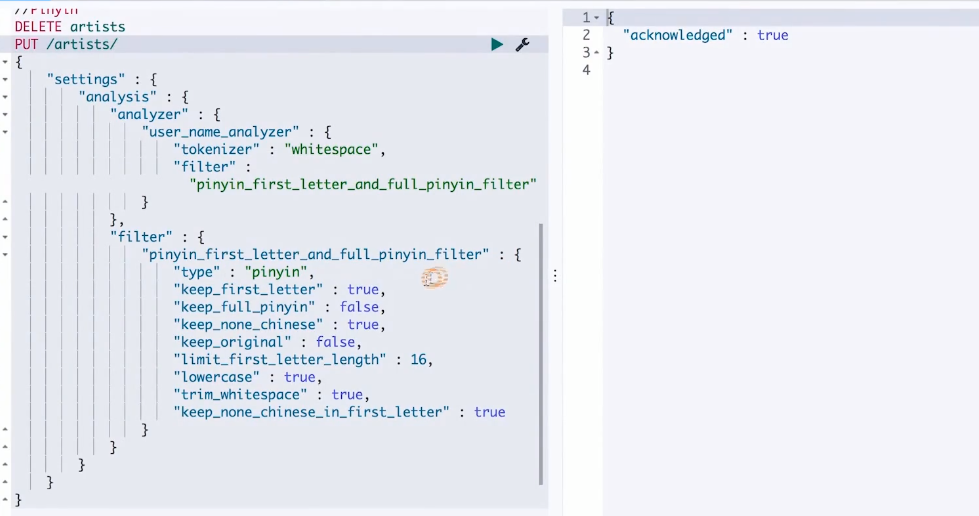 //Pinyin
DELETE artists
PUT /artists/
{
"settings" : {
"analysis" : {
"analyzer" : {
"user_name_analyzer" : {
"tokenizer" : "whitespace",
"filter" :
"pinyin_first_letter_and_full_pinyin_filter"
}
},
"filter" : {
"pinyin_first_letter_and_full_pinyin_filter" : {
"type" : "pinyin",
"keep_first_letter" : true,
"keep_full_pinyin" : false,
"keep_none_chinese" : true,
"keep_original" : false,
"limit_first_letter_length" : 16,
"lowercase" : true,
"trim_whitespace" : true,
"keep_none_chinese_in_first_letter" : true
}
}
}
}
}
1 {
2 "acknowledged" : true
3 }
4